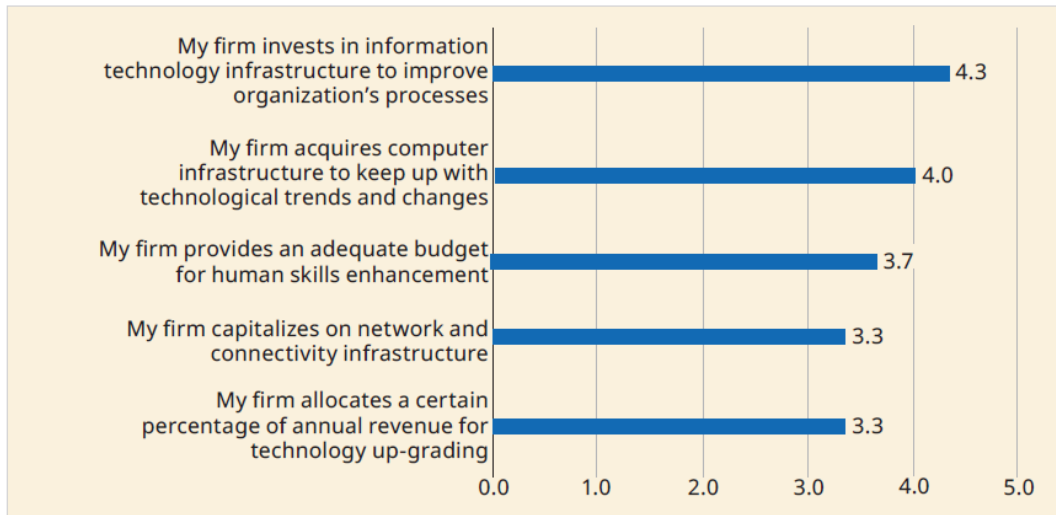 My firm invests in information
technology infrastructure to improve
organization’s processes
4.3
My firm acquires computer
infrastructure to keep up with
technological trends and changes
4.0
My firm provides an adequate budget
for human skills enhancement
3.7
My firm capitalizes on network and
connectivity infrastructure
3.3
My firm allocates a certain
percentage of annual revenue for
technology up-grading
3.3
0.0 1.0 2.0 3.0 4.0 5.0